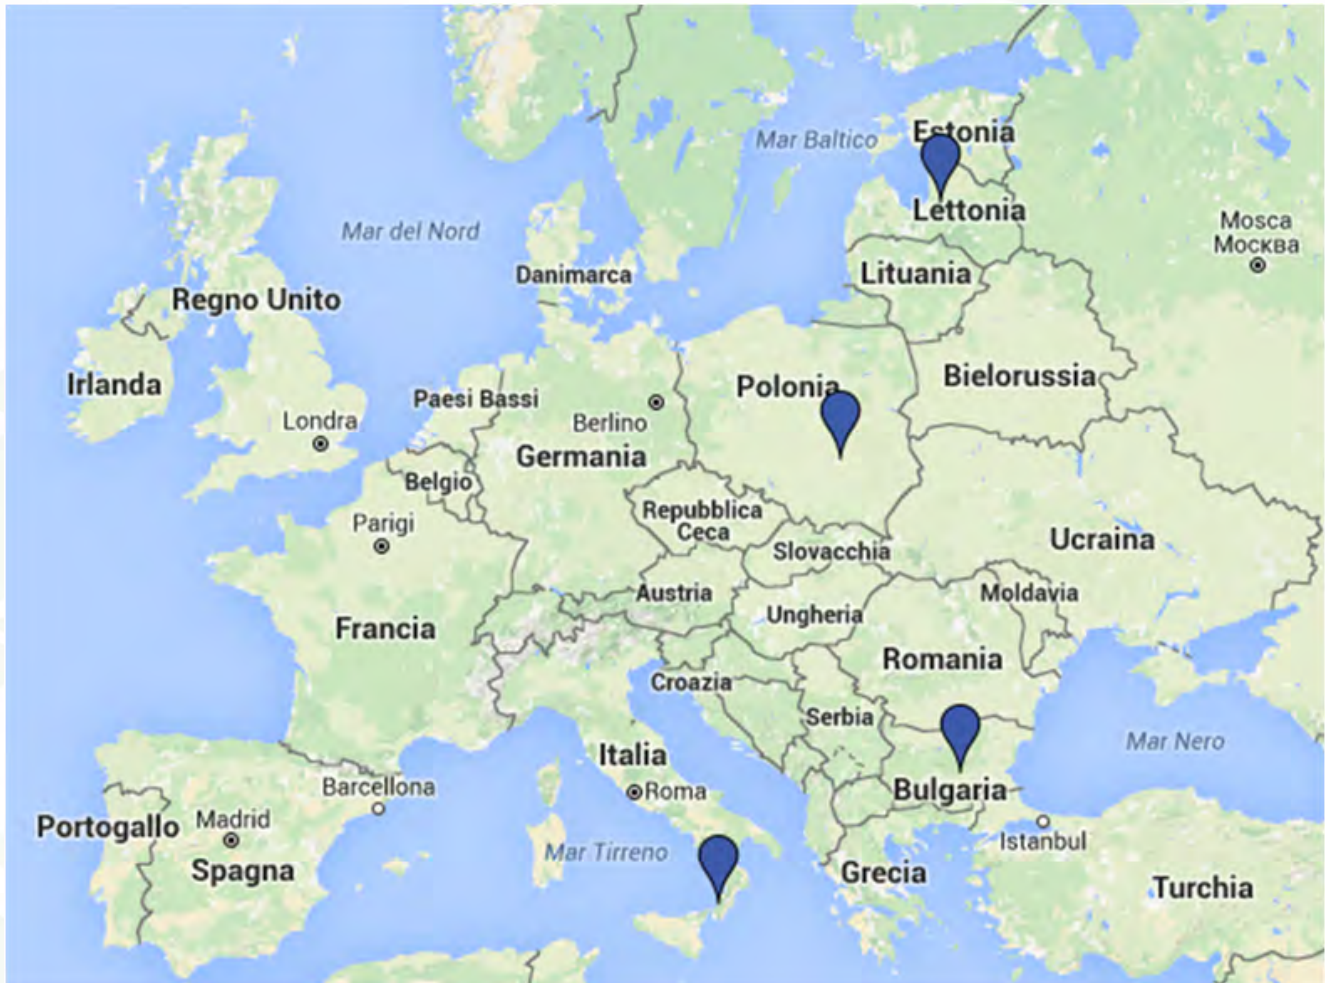 Estonia
Mar Baltico
Lettonia
Mosca
Москва
Mar del Nord
Danimarca
Lituania
Regno Unito
Irlanda
Paesi Bassi
Polonia
Bielorussia
Londra
Berlino
Germania
Belgio
Repubblica
Ceca
Parigi
Slovacchia
Ucraina
Austria
Moldavia
Ungheria
Francia
Romania
Croazia
Serbia
Mar Nero
Italia
Barcellona
Roma
Bulgaria
Portogallo
Madrid
Istanbul
Mar Tirreno
Spagna
Grecia
Turchia